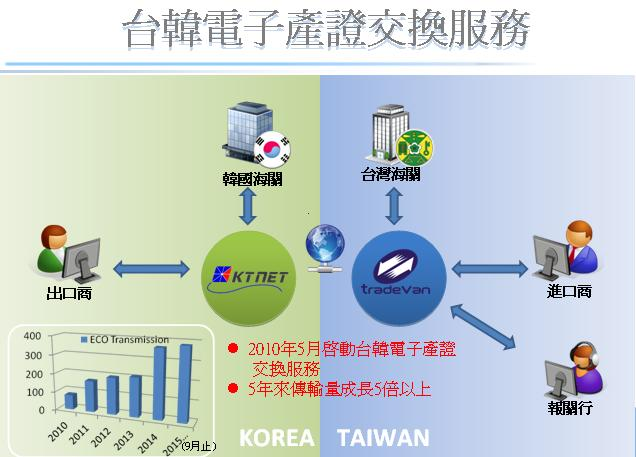 台韓電子產證交換服務
韓國海關
台灣海關
出口商
KTNET
tradeVan
進口商
報關行
ECO Transmission
400
300
200
100
0
2010
2011
2012
2013
2014
2015...
(9月止)
● 2010年5月啓動台韓電子產證
交換服務
● 5年來傳輸量成長5倍以上
KOREA TAIWAN